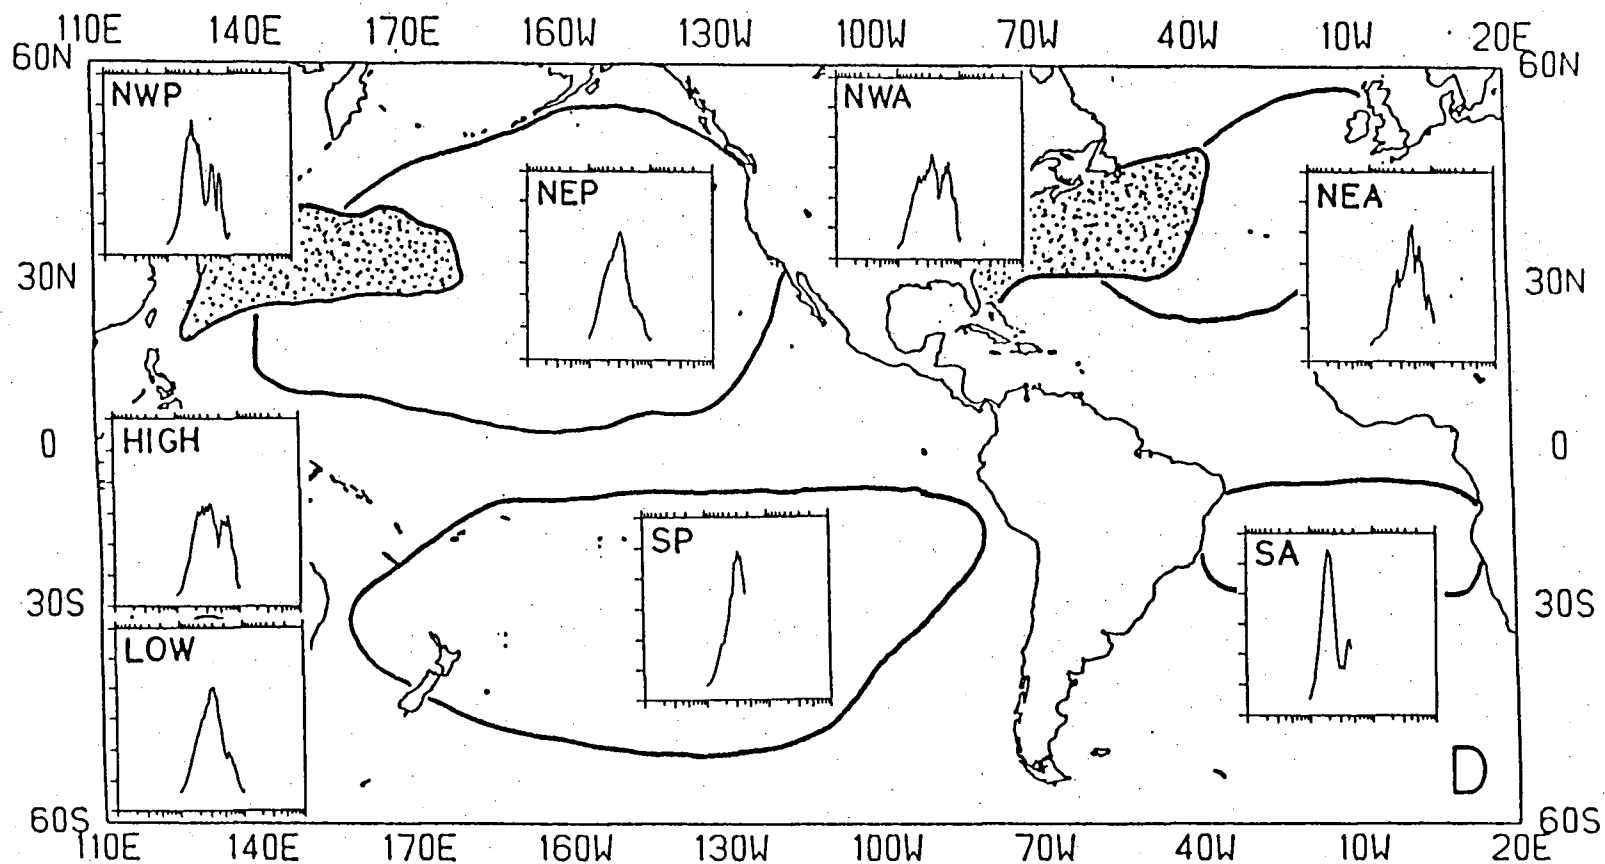 110E 140E 170E 160W 130W 100W 70W 40W 10W 20E
60N 60N
NWP NWA
NEP NEA
30N 30N
HIGH
0 0
SP SA
30S 30S
LOW
D
60S 60S
110E 140E 170E 160W 130W 100W 70W 40W 10W 20E